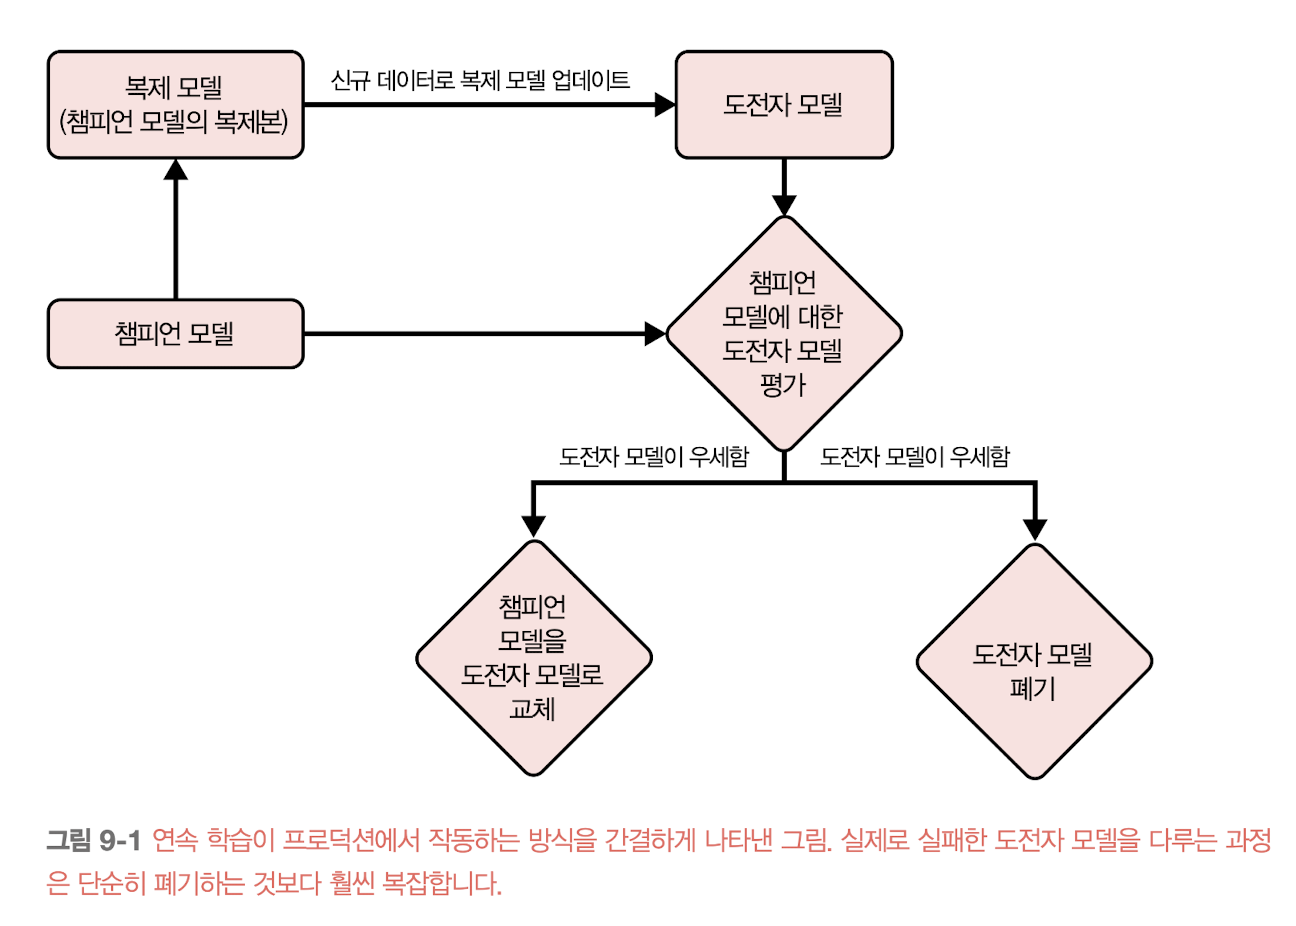 복제 모델
(챔피언 모델의 복제본)
신규 데이터로 복제 모델 업데이트
도전자 모델
챔피언 모델
챔피언
모델에 대한
도전자 모델
평가
도전자 모델이 우세함
도전자 모델이 우세함
챔피언
모델을
도전자 모델로
교체
도전자 모델
폐기
그림 9-1 연속 학습이 프로덕션에서 작동하는 방식을 간결하게 나타낸 그림. 실제로 실패한 도전자 모델을 다루는 과정
은 단순히 폐기하는 것보다 훨씬 복잡합니다.